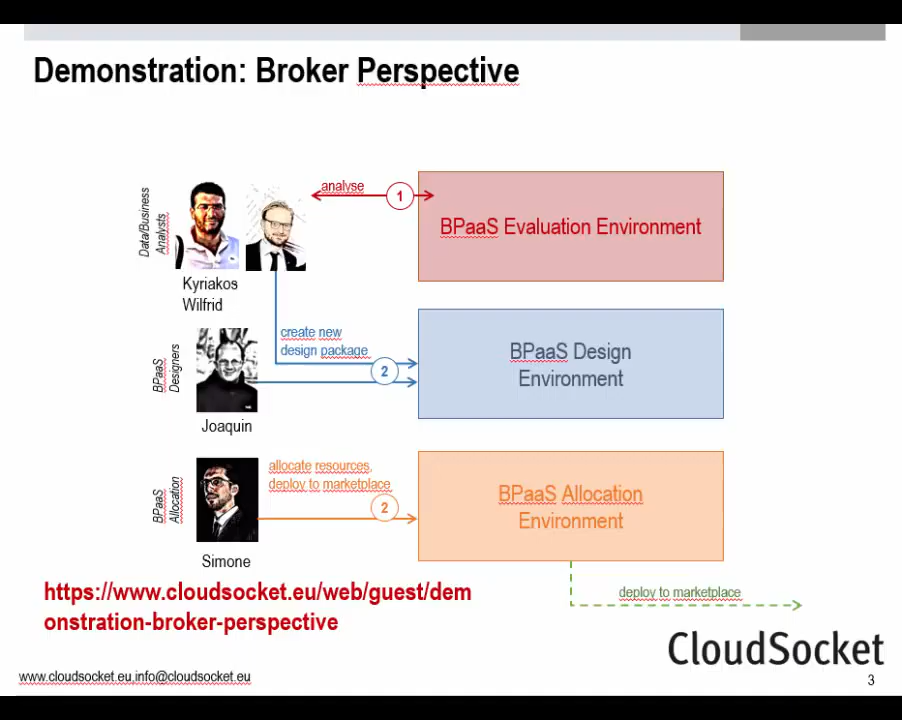 Demonstration: Broker Perspective
Data/Business
Analysts
analyse
1
BPaaS Evaluation Environment
Kyriakos
Wilfrid
create new
design package
2
BPaaS Design
Environment
BPaaS
Designers
Joaquin
allocate resources,
deploy to marketplace
2
BPaaS Allocation
Environment
BPaaS
Allocation
Simone
https://www.cloudsocket.eu/web/guest/dem
onstration-broker-perspective
deploy to marketplace
CloudSocket
www.cloudsocket.eu,info@cloudsocket.eu
3